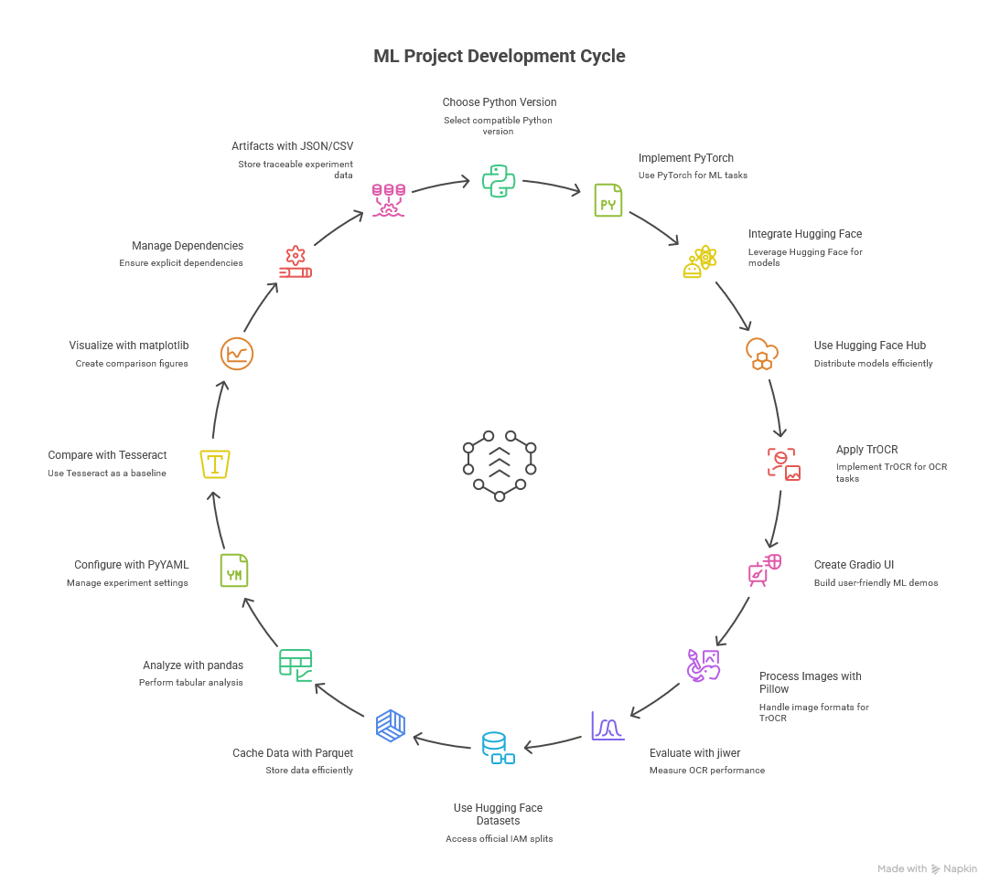 ML Project Development Cycle
Choose Python Version
Select compatible Python
version
Implement PyTorch
Use PyTorch for ML tasks
PY
Integrate Hugging Face
Leverage Hugging Face for
models
Use Hugging Face Hub
Distribute models efficiently
Apply TrOCR
Implement TrOCR for OCR
tasks
Create Gradio UI
Build user-friendly ML demos
Process Images with
Pillow
Handle image formats for
TrOCR
Evaluate with jiwer
Measure OCR performance
Use Hugging Face
Datasets
Access official IAM splits
Cache Data with Parquet
Store data efficiently
Analyze with pandas
Perform tabular analysis
Configure with PyYAML
Manage experiment settings
YM
Compare with Tesseract
Use Tesseract as a baseline
T
Visualize with matplotlib
Create comparison figures
Manage Dependencies
Ensure explicit dependencies
Artifacts with JSON/CSV
Store traceable experiment
data
Made with Napkin